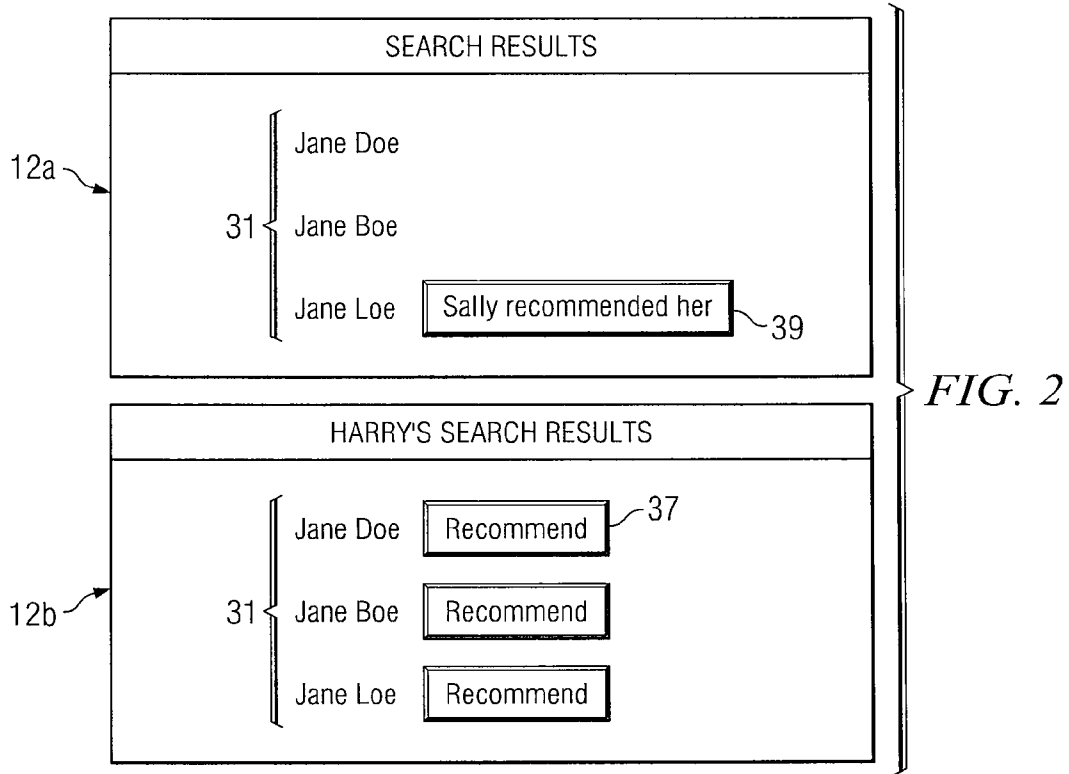 SEARCH RESULTS
Jane Doe
12a
31 Jane Boe
Jane Loe Sally recommended her
39
FIG. 2
HARRY'S SEARCH RESULTS
Jane Doe Recommend 37
12b
31 Jane Boe Recommend
Jane Loe Recommend